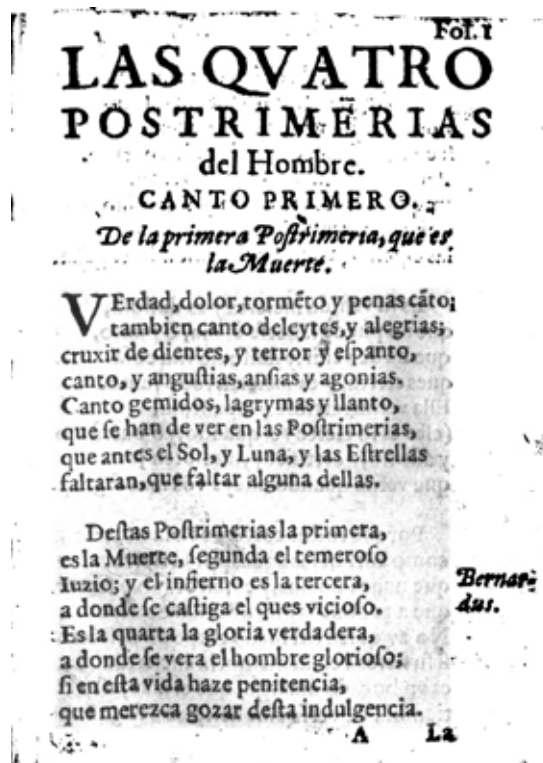 Fol. 1
LAS QVATRO
POSTRIMERIAS
del Hombre.
CANTO PRIMERO.
De la primera Poſtrimeria, que es
la Muerte.
VErdad, dolor, tormẽto y penas cãto;
tambien canto deleytes, y alegrias;
cruxir de dientes, y terror y eſpanto,
canto, y anguſtias, anſias y agonias.
Canto gemidos, lagrymas y llanto,
que ſe han de ver en las Poſtrimerias,
que antes el Sol, y Luna, y las Eſtrellas
faltaran, que faltar alguna dellas.
Deſtas Poſtrimerias la primera,
es la Muerte, ſegunda el temeroſo
Iuzio; y el infierno es la tercera,
a donde ſe caſtiga el ques vicioſo.
Es la quarta la gloria verdadera,
a donde ſe vera el hombre glorioſo;
ſi en eſta vida haze penitencia,
que merezca gozar deſta indulgencia.
Bernar-
dus.
A La